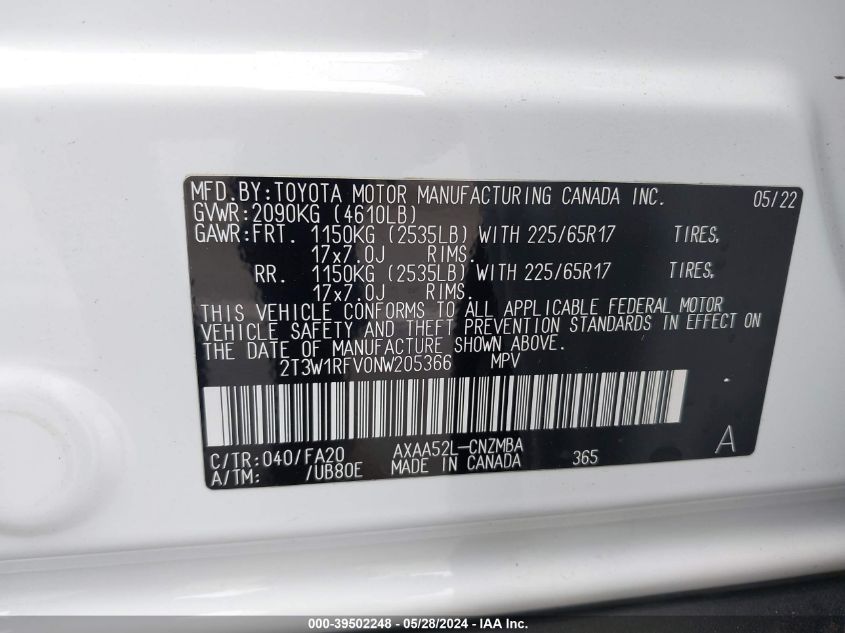 MFD.BY:TOYOTA MOTOR MANUFACTURING CANADA INC. 05/22
GVWR:2090KG (4610LB)
GAWR:FRT. 1150KG (2535LB) WITH 225/65R17 TIRES,
17x7.0J RIMS.
RR. 1150KG (2535LB) WITH 225/65R17 TIRES,
17x7.0J RIMS.
THIS VEHICLE CONFORMS TO ALL APPLICABLE FEDERAL MOTOR
VEHICLE SAFETY AND THEFT PREVENTION STANDARDS IN EFFECT ON
THE DATE OF MANUFACTURE SHOWN ABOVE.
2T3W1RFV0NW205366 MPV
C/TR:040/FA20 AXAA52L-CNZMBA A
A/TM: /UB80E MADE IN CANADA 365
000-39502248 - 05/28/2024 - IAA Inc.